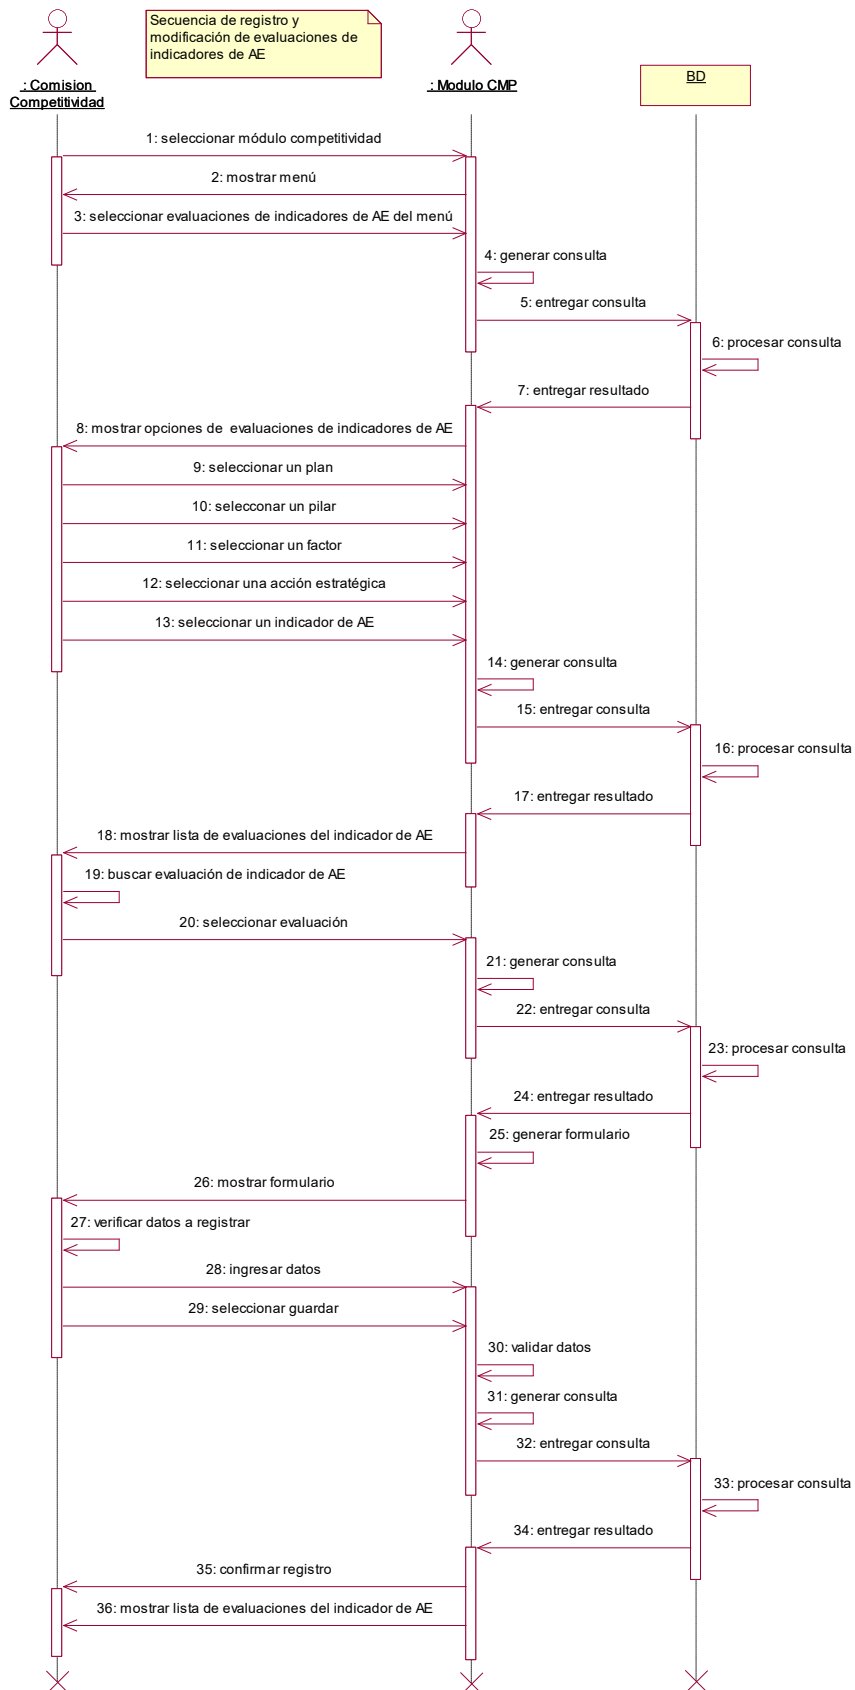 Secuencia de registro y
modificación de evaluaciones de
indicadores de AE
: Comision
Competitividad
: Modulo CMP
BD
1: seleccionar módulo competitividad
2: mostrar menú
3: seleccionar evaluaciones de indicadores de AE del menú
4: generar consulta
5: entregar consulta
6: procesar consulta
7: entregar resultado
8: mostrar opciones de evaluaciones de indicadores de AE
9: seleccionar un plan
10: selecconar un pilar
11: seleccionar un factor
12: seleccionar una acción estratégica
13: seleccionar un indicador de AE
14: generar consulta
15: entregar consulta
16: procesar consulta
17: entregar resultado
18: mostrar lista de evaluaciones del indicador de AE
19: buscar evaluación de indicador de AE
20: seleccionar evaluación
21: generar consulta
22: entregar consulta
23: procesar consulta
24: entregar resultado
25: generar formulario
26: mostrar formulario
27: verificar datos a registrar
28: ingresar datos
29: seleccionar guardar
30: validar datos
31: generar consulta
32: entregar consulta
33: procesar consulta
34: entregar resultado
35: confirmar registro
36: mostrar lista de evaluaciones del indicador de AE